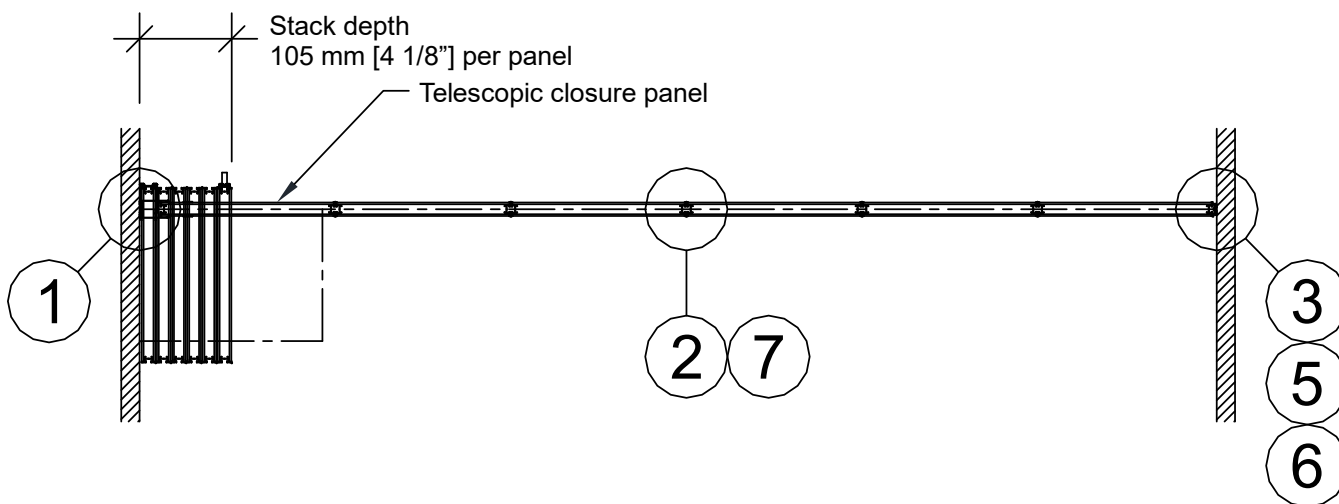 Stack depth
105 mm [4 1/8”] per panel
Telescopic closure panel
1
2 7
3
5
6